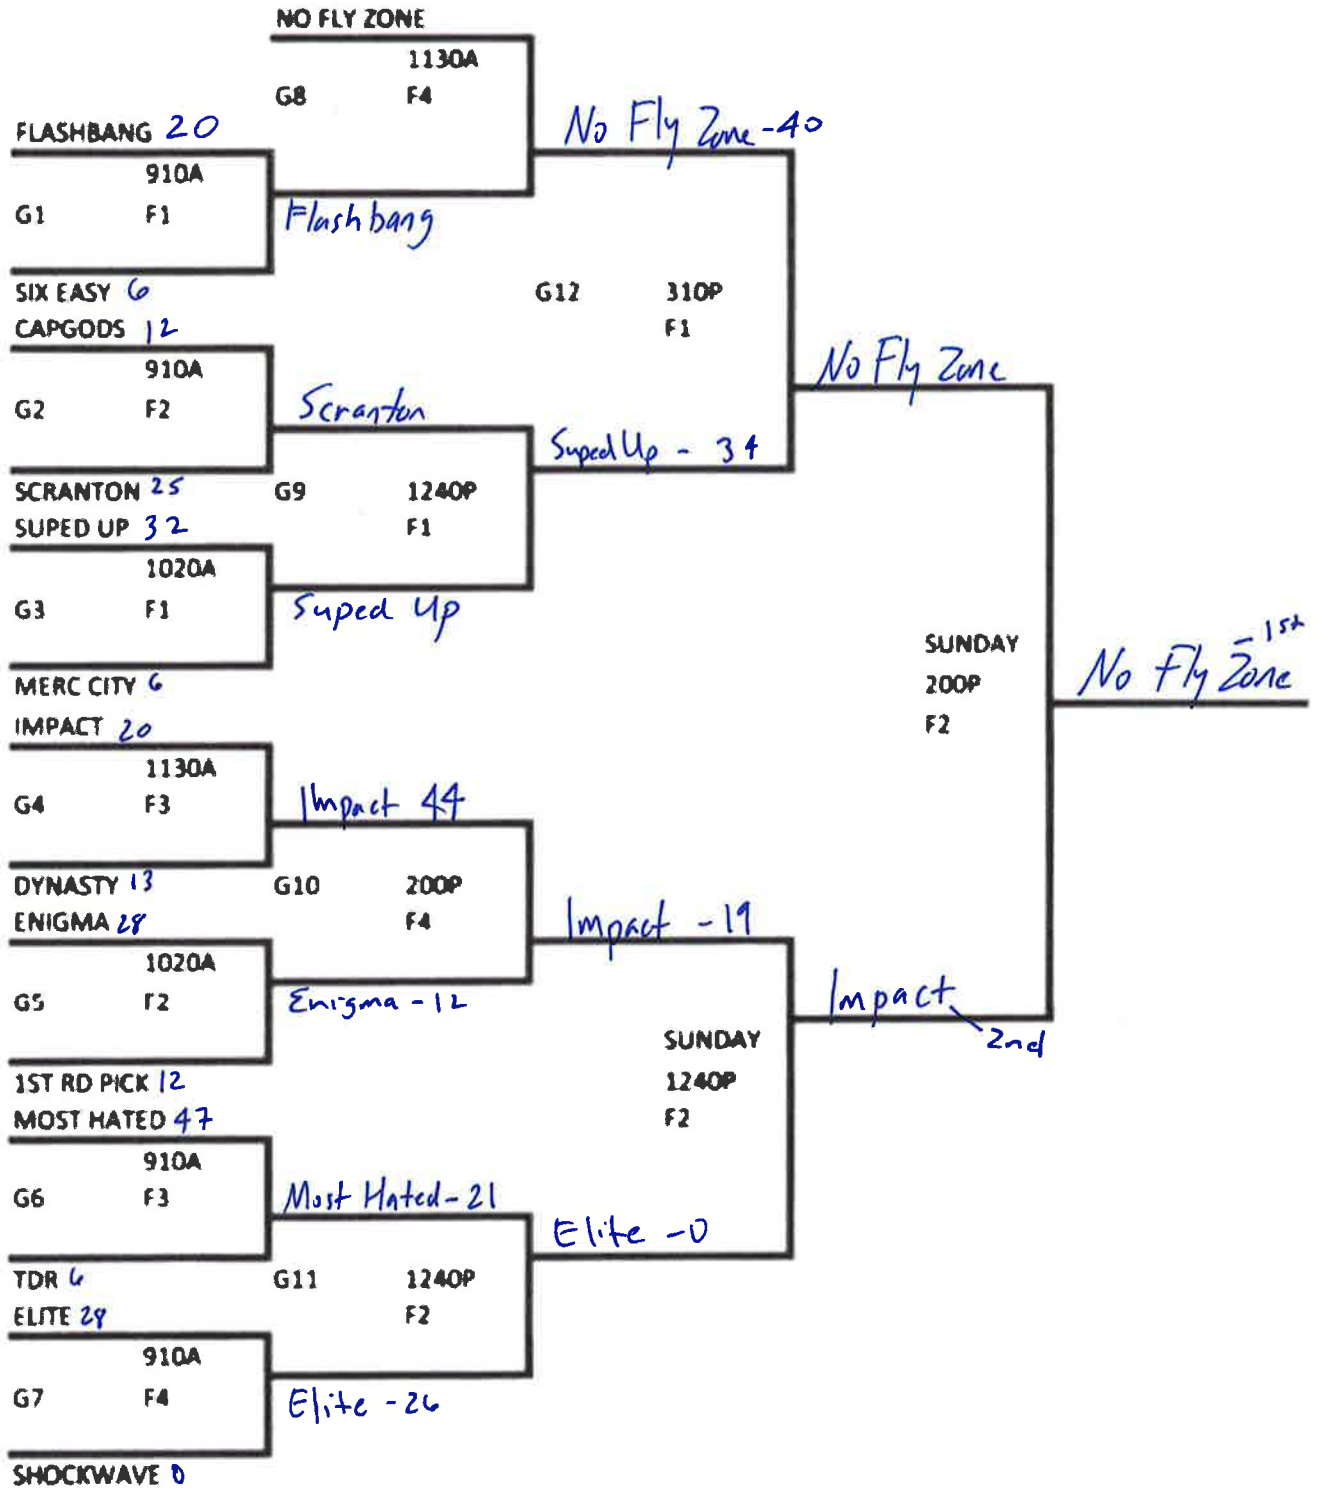 NO FLY ZONE
1130A
G8 F4
No Fly Zone -40
FLASHBANG 20
910A
G1 F1
Flashbang
SIX EASY 6
CAPGODS 12
G12 310P
F1
910A
G2 F2
Scranton
No Fly Zone
Suped Up - 34
SCRANTON 25
G9 1240P
SUPED UP 32
F1
1020A
G3 F1
Suped Up
MERC CITY 6
SUNDAY
200P
F2
No Fly Zone - 1st
IMPACT 20
1130A
G4 F3
Impact 44
DYNASTY 13
G10 200P
ENIGMA 28
F4
Impact -19
1020A
G5 F2
Enigma -12
Impact
2nd
SUNDAY
1240P
F2
1ST RD PICK 12
MOST HATED 47
910A
G6 F3
Most Hated -21
Elite -0
TDR 6
G11 1240P
ELITE 28
F2
910A
G7 F4
Elite -26
SHOCKWAVE 0